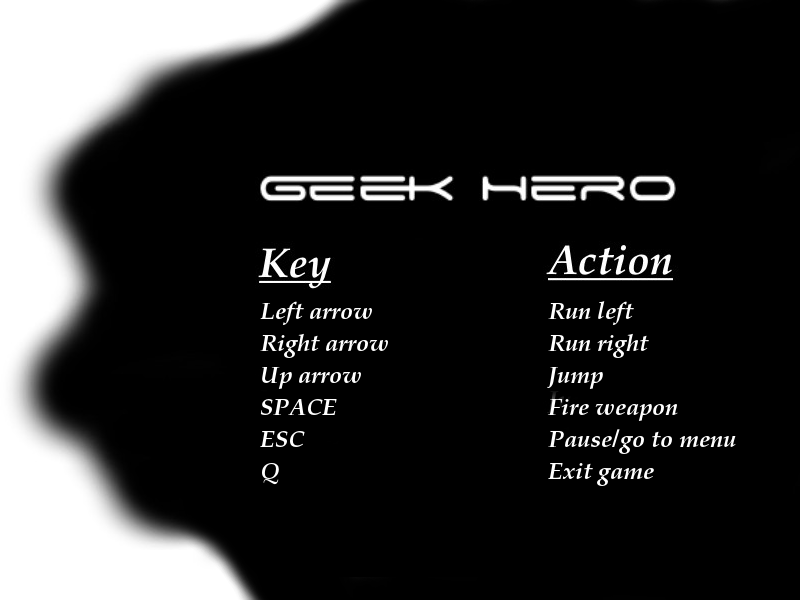 GEEK HERO
Key Action
Left arrow Run left
Right arrow Run right
Up arrow Jump
SPACE Fire weapon
ESC Pause/go to menu
Q Exit game